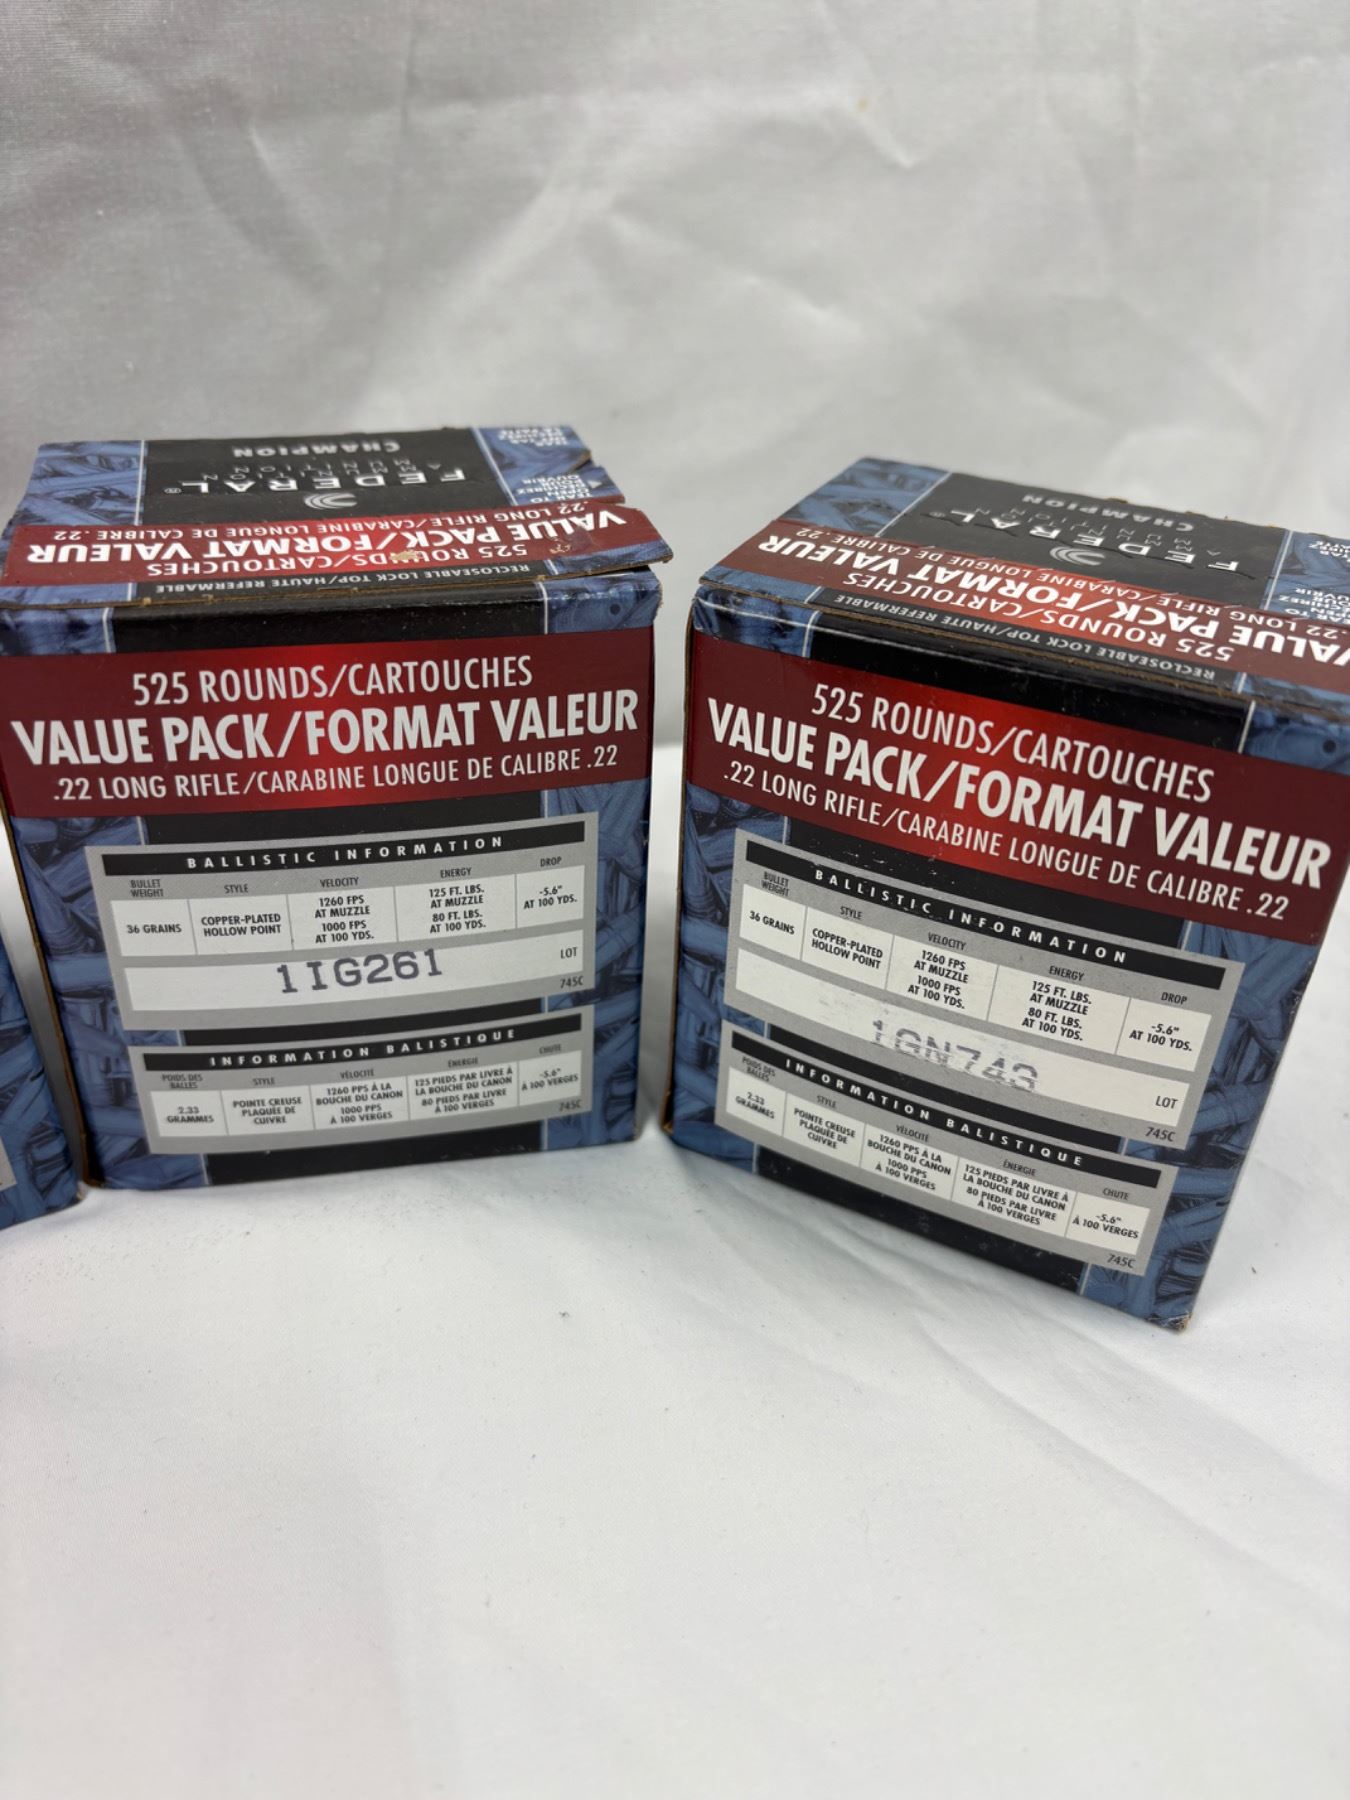 CHAMPION
AMMUNITION
FEDERAL®
TEAR TO
OPEN
DÉCHIREZ
OUVRIR
.22 LONG RIFLE/CARABINE LONGUE DE CALIBRE .22
VALUE PACK/FORMAT VALEUR
525 ROUNDS/CARTOUCHES
RECLOSEABLE LOCK TOP/HAUTE REFERMABLE
525 ROUNDS/CARTOUCHES
VALUE PACK/FORMAT VALEUR
.22 LONG RIFLE/CARABINE LONGUE DE CALIBRE .22
BALLISTIC INFORMATION
BULLET WEIGHT STYLE VELOCITY ENERGY DROP
36 GRAINS COPPER-PLATED HOLLOW POINT 1260 FPS AT MUZZLE 1000 FPS AT 100 YDS. 125 FT. LBS. AT MUZZLE 80 FT. LBS. AT 100 YDS. -5.6" AT 100 YDS.
1IG261 LOT
745C
INFORMATION BALISTIQUE
POIDS DES BALLES STYLE VÉLOCITÉ ÉNERGIE CHUTE
2.33 GRAMMES POINTE CREUSE PLAQUÉE DE CUIVRE 1260 PPS À LA BOUCHE DU CANON 1000 PPS À 100 VERGES 125 PIEDS PAR LIVRE À LA BOUCHE DU CANON 80 PIEDS PAR LIVRE À 100 VERGES -5.6" À 100 VERGES
745C
CHAMPION
AMMUNITION
FEDERAL®
.22 LONG RIFLE/CARABINE LONGUE DE CALIBRE .22
VALUE PACK/FORMAT VALEUR
525 ROUNDS/CARTOUCHES
RECLOSEABLE LOCK TOP/HAUTE REFERMABLE
525 ROUNDS/CARTOUCHES
VALUE PACK/FORMAT VALEUR
.22 LONG RIFLE/CARABINE LONGUE DE CALIBRE .22
BALLISTIC INFORMATION
BULLET WEIGHT STYLE VELOCITY ENERGY DROP
36 GRAINS COPPER-PLATED HOLLOW POINT 1260 FPS AT MUZZLE 1000 FPS AT 100 YDS. 125 FT. LBS. AT MUZZLE 80 FT. LBS. AT 100 YDS. -5.6" AT 100 YDS.
1GN743 LOT
745C
INFORMATION BALISTIQUE
POIDS DES BALLES STYLE VÉLOCITÉ ÉNERGIE CHUTE
2.33 GRAMMES POINTE CREUSE PLAQUÉE DE CUIVRE 1260 PPS À LA BOUCHE DU CANON 1000 PPS À 100 VERGES 125 PIEDS PAR LIVRE À LA BOUCHE DU CANON 80 PIEDS PAR LIVRE À 100 VERGES -5.6" À 100 VERGES
745C